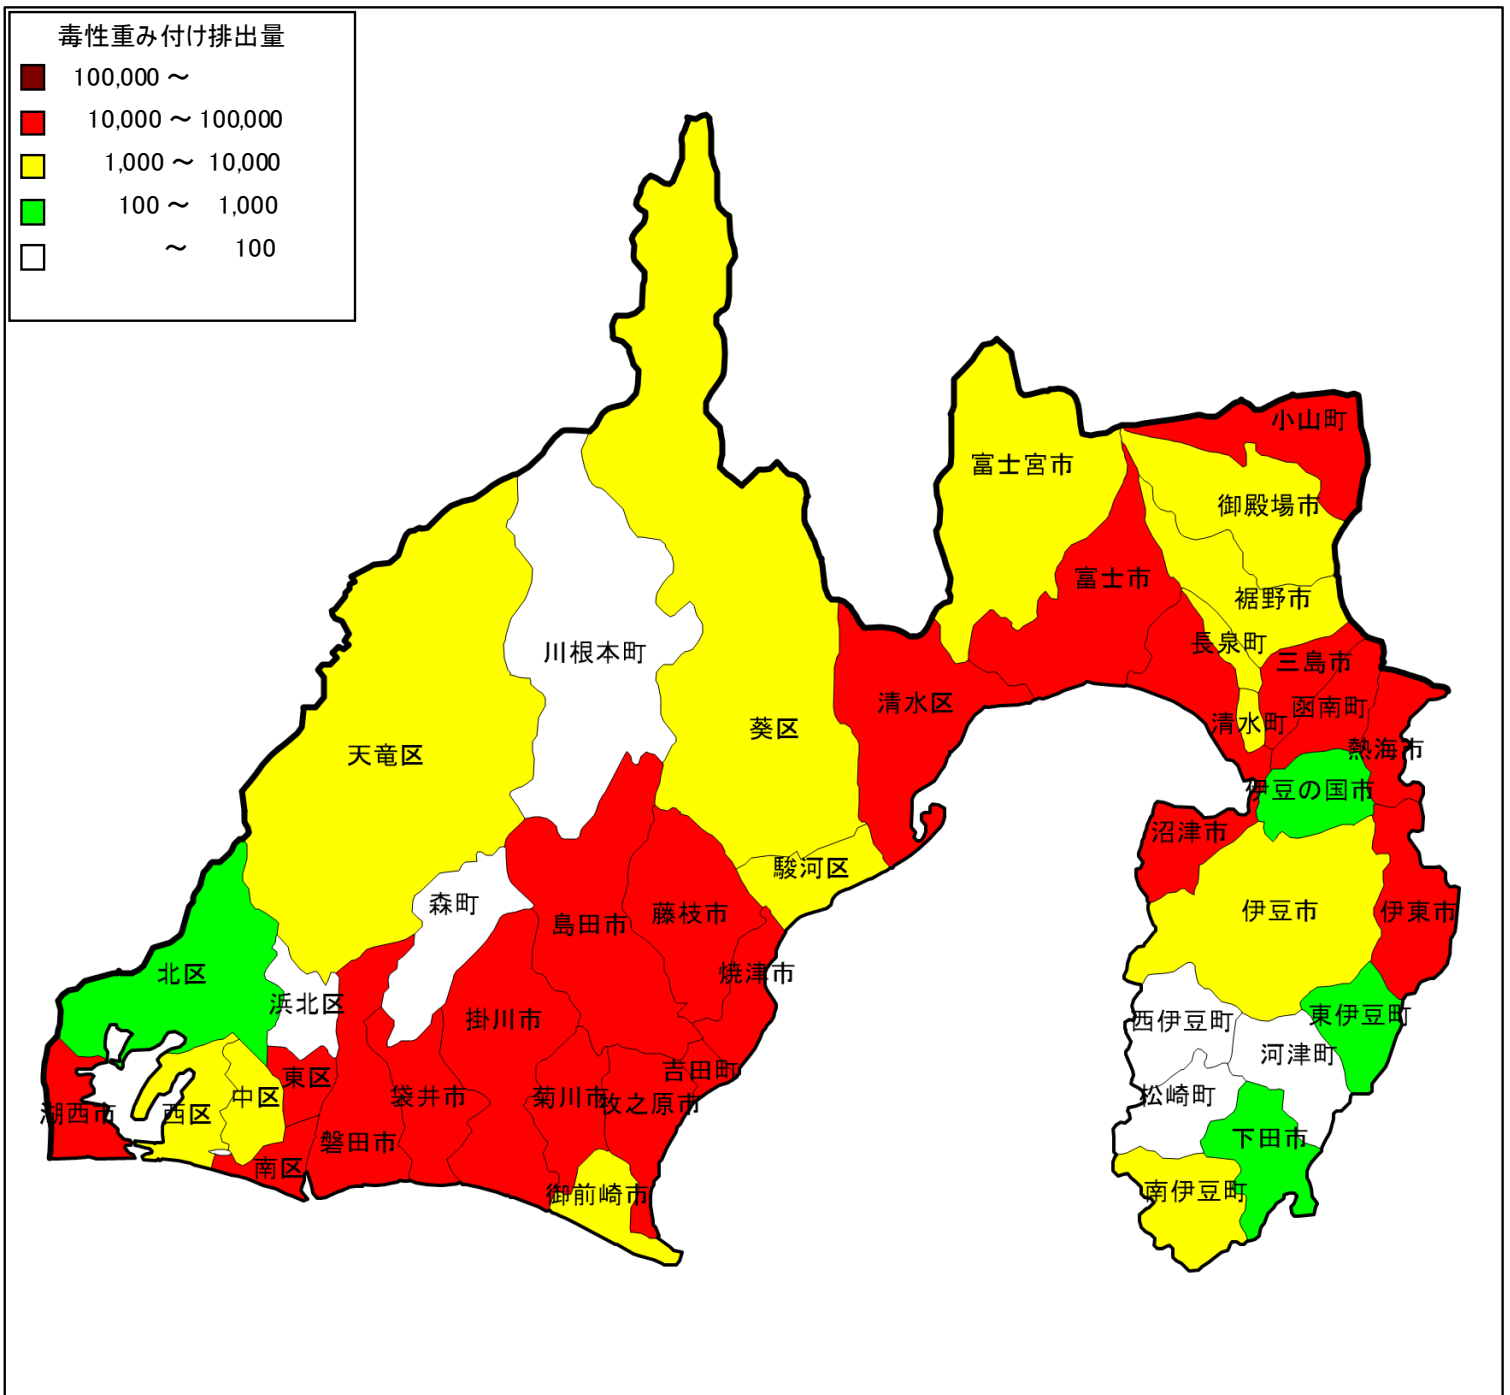 毒性重み付け排出量
100,000 ～
10,000 ～ 100,000
1,000 ～ 10,000
100 ～ 1,000
～ 100
小山町
富士宮市
御殿場市
富士市
裾野市
長泉町
川根本町
三島市
清水区
函南町
清水町
葵区
熱海市
天竜区
伊豆の国市
沼津市
駿河区
森町
藤枝市
伊豆市
伊東市
島田市
北区
焼津市
浜北区
掛川市
西伊豆町
東伊豆町
河津町
吉田町
東区
中区
袋井市
菊川市
牧之原市
松崎町
湖西市
西区
磐田市
下田市
南区
御前崎市
南伊豆町